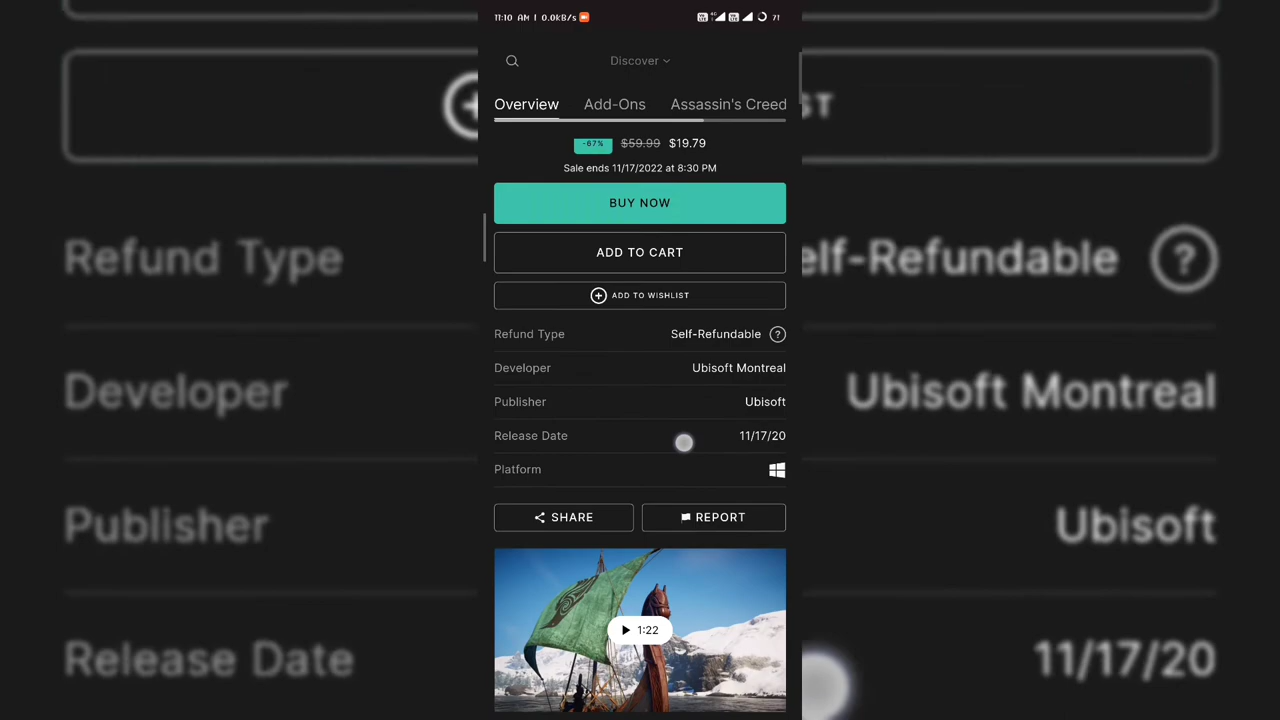 11:10 AM | 0.0kB/s 71
Discover
Overview Add-Ons Assassin's Creed
-67% $59.99 $19.79
Sale ends 11/17/2022 at 8:30 PM
BUY NOW
ADD TO CART
ADD TO WISHLIST
Refund Type Self-Refundable ?
Developer Ubisoft Montreal
Publisher Ubisoft
Release Date 11/17/20
Platform
SHARE REPORT
1:22
ST
Refund Type elf-Refundable ?
Developer Ubisoft Montreal
Publisher Ubisoft
Release Date 11/17/20